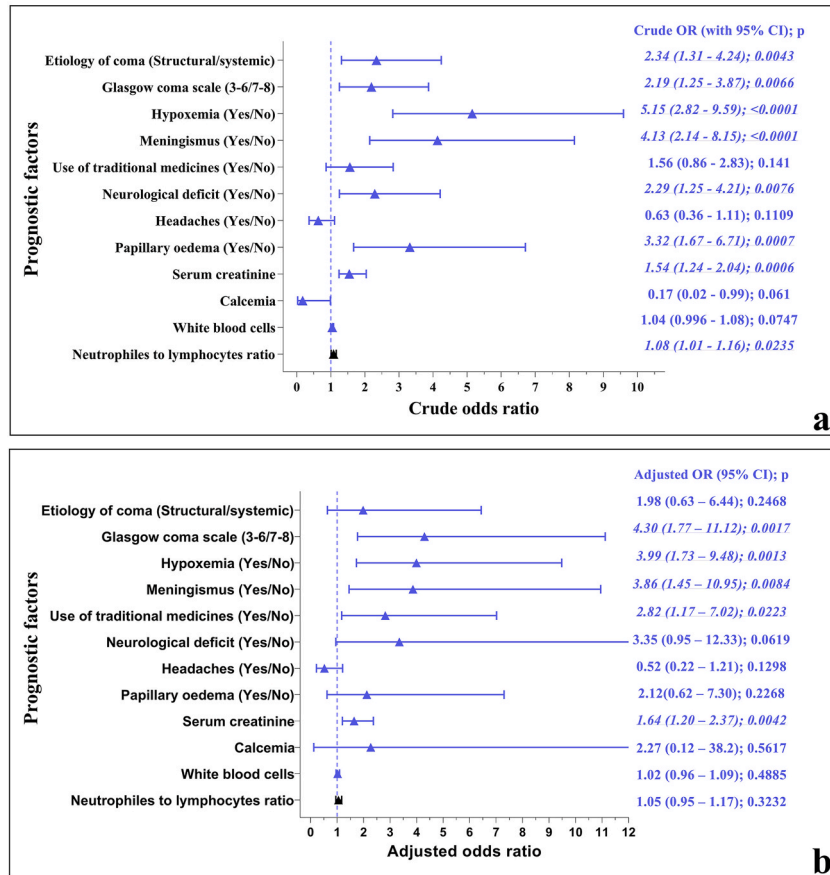 Crude OR (with 95% CI); p
Etiology of coma (Structural/systemic) 2.34 (1.31 - 4.24); 0.0043
Glasgow coma scale (3-6/7-8) 2.19 (1.25 - 3.87); 0.0066
Hypoxemia (Yes/No) 5.15 (2.82 - 9.59); <0.0001
Meningismus (Yes/No) 4.13 (2.14 - 8.15); <0.0001
Use of traditional medicines (Yes/No) 1.56 (0.86 - 2.83); 0.141
Neurological deficit (Yes/No) 2.29 (1.25 - 4.21); 0.0076
Headaches (Yes/No) 0.63 (0.36 - 1.11); 0.1109
Papillary oedema (Yes/No) 3.32 (1.67 - 6.71); 0.0007
Serum creatinine 1.54 (1.24 - 2.04); 0.0006
Calcemia 0.17 (0.02 - 0.99); 0.061
White blood cells 1.04 (0.996 - 1.08); 0.0747
Neutrophiles to lymphocytes ratio 1.08 (1.01 - 1.16); 0.0235
Prognostic factors
0 1 2 3 4 5 6 7 8 9 10
Crude odds ratio
a
Adjusted OR (95% CI); p
Etiology of coma (Structural/systemic) 1.98 (0.63 – 6.44); 0.2468
Glasgow coma scale (3-6/7-8) 4.30 (1.77 – 11.12); 0.0017
Hypoxemia (Yes/No) 3.99 (1.73 – 9.48); 0.0013
Meningismus (Yes/No) 3.86 (1.45 – 10.95); 0.0084
Use of traditional medicines (Yes/No) 2.82 (1.17 – 7.02); 0.0223
Neurological deficit (Yes/No) 3.35 (0.95 – 12.33); 0.0619
Headaches (Yes/No) 0.52 (0.22 – 1.21); 0.1298
Papillary oedema (Yes/No) 2.12(0.62 – 7.30); 0.2268
Serum creatinine 1.64 (1.20 – 2.37); 0.0042
Calcemia 2.27 (0.12 – 38.2); 0.5617
White blood cells 1.02 (0.96 – 1.09); 0.4885
Neutrophiles to lymphocytes ratio 1.05 (0.95 – 1.17); 0.3232
Prognostic factors
0 1 2 3 4 5 6 7 8 9 10 11 12
Adjusted odds ratio
b